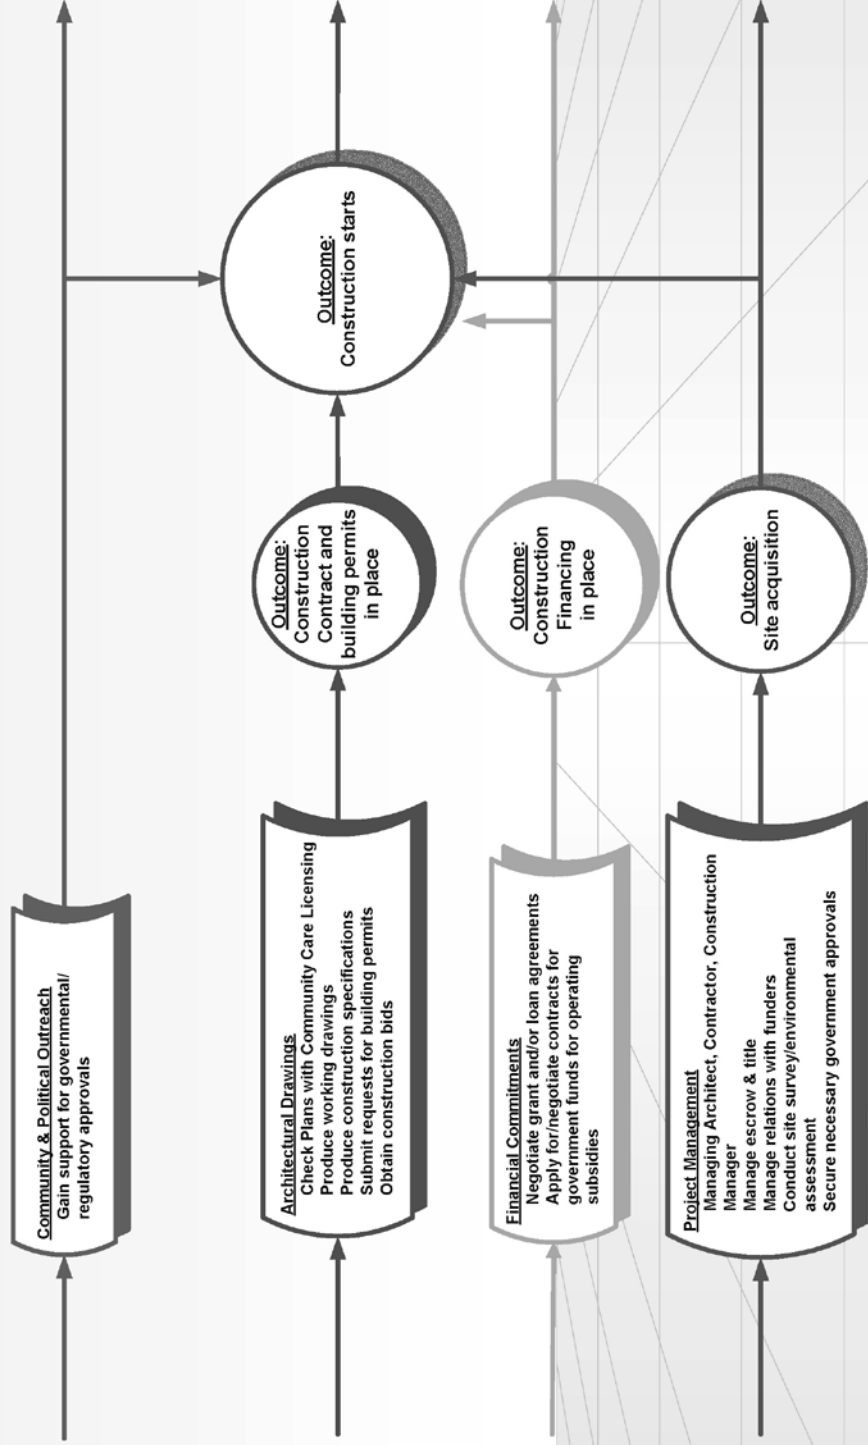 Community & Political Outreach
Gain support for governmental/
regulatory approvals
Architectural Drawings
Check Plans with Community Care Licensing
Produce working drawings
Produce construction specifications
Submit requests for building permits
Obtain construction bids
Outcome:
Construction
Contract and
building permits
in place
Outcome:
Construction starts
Financial Commitments
Negotiate grant and/or loan agreements
Apply for/negotiate contracts for
government funds for operating
subsidies
Outcome:
Construction
Financing
in place
Project Management
Managing Architect, Contractor, Construction
Manager
Manage escrow & title
Manage relations with funders
Conduct site survey/environmental
assessment
Secure necessary government approvals
Outcome:
Site acquisition